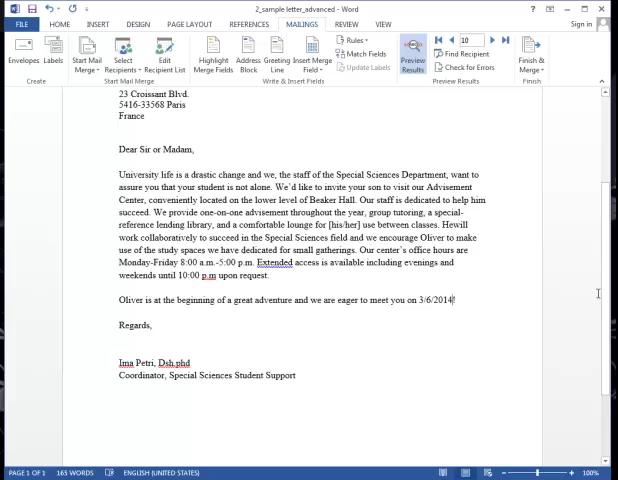 2_sample letter_advanced - Word
Sign in
FILE HOME INSERT DESIGN PAGE LAYOUT REFERENCES MAILINGS REVIEW VIEW
Envelopes Labels
Create
Start Mail Merge Select Recipients Edit Recipient List
Start Mail Merge
Highlight Merge Fields Address Block Greeting Line Insert Merge Field
Rules
Match Fields
Update Labels
Write & Insert Fields
Preview Results
ABC
10
Find Recipient
Check for Errors
Preview Results
Finish & Merge
Finish
23 Croissant Blvd.
5416-33568 Paris
France
Dear Sir or Madam,
University life is a drastic change and we, the staff of the Special Sciences Department, want to
assure you that your student is not alone. We'd like to invite your son to visit our Advisement
Center, conveniently located on the lower level of Beaker Hall. Our staff is dedicated to help him
succeed. We provide one-on-one advisement throughout the year, group tutoring, a special-
reference lending library, and a comfortable lounge for [his/her] use between classes. Hewill
work collaboratively to succeed in the Special Sciences field and we encourage Oliver to make
use of the study spaces we have dedicated for small gatherings. Our center's office hours are
Monday-Friday 8:00 a.m.-5:00 p.m. Extended access is available including evenings and
weekends until 10:00 p.m upon request.
Oliver is at the beginning of a great adventure and we are eager to meet you on 3/6/2014!
Regards,
Ima Petri, Dsh.phd
Coordinator, Special Sciences Student Support
PAGE 1 OF 1 165 WORDS ENGLISH (UNITED STATES) 100%